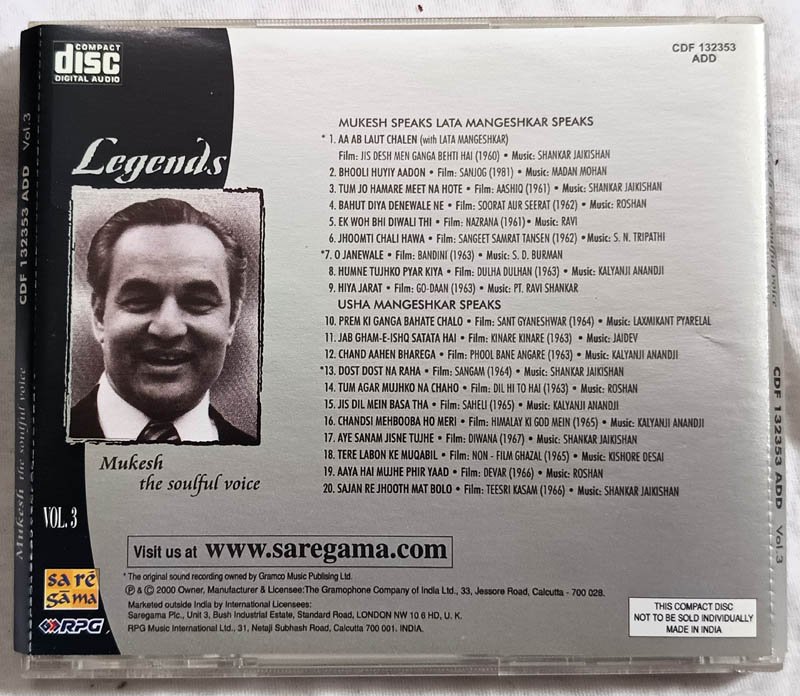 COMPACT
disc
DIGITAL AUDIO
CDF 132353
ADD
Legends
MUKESH SPEAKS LATA MANGESHKAR SPEAKS
* 1. AA AB LAUT CHALEN (with LATA MANGESHKAR)
Film: JIS DESH MEN GANGA BEHTI HAI (1960) • Music: SHANKAR JAIKISHAN
2. BHOOLI HUYIY AADON • Film: SANJOG (1981) • Music: MADAN MOHAN
3. TUM JO HAMARE MEET NA HOTE • Film: AASHIQ (1961) • Music: SHANKAR JAIKISHAN
4. BAHUT DIYA DENEWALE NE • Film: SOORAT AUR SEERAT (1962) • Music: ROSHAN
5. EK WOH BHI DIWALI THI • Film: NAZRANA (1961)• Music: RAVI
6. JHOOMTI CHALI HAWA • Film: SANGEET SAMRAT TANSEN (1962) •Music: S. N. TRIPATHI
*7. O JANEWALE • Film: BANDINI (1963) • Music: S. D. BURMAN
8. HUMNE TUJHKO PYAR KIYA • Film: DULHA DULHAN (1963) • Music: KALYANJI ANANDJI
9. HIYA JARAT • Film: GO-DAAN (1963) • Music: PT. RAVI SHANKAR
USHA MANGESHKAR SPEAKS
10. PREM KI GANGA BAHATE CHALO • Film: SANT GYANESHWAR (1964) • Music: LAXMIKANT PYARELAL
11. JAB GHAM-E-ISHQ SATATA HAI • Film: KINARE KINARE (1963) • Music: JAIDEV
12. CHAND AAHEN BHAREGA • Film: PHOOL BANE ANGARE (1963) • Music: KALYANJI ANANDJI
*13. DOST DOST NA RAHA • Film: SANGAM (1964) • Music: SHANKAR JAIKISHAN
14. TUM AGAR MUJHKO NA CHAHO • Film: DIL HI TO HAI (1963) • Music: ROSHAN
15. JIS DIL MEIN BASA THA • Film: SAHELI (1965) • Music: KALYANJI ANANDJI
16. CHANDSI MEHBOOBA HO MERI • Film: HIMALAY KI GOD MEIN (1965) • Music: KALYANJI ANANDJI
17. AYE SANAM JISNE TUJHE • Film: DIWANA (1967) • Music: SHANKAR JAIKISHAN
18. TERE LABON KE MUQABIL • Film: NON - FILM GHAZAL (1965) • Music: KISHORE DESAI
19. AAYA HAI MUJHE PHIR YAAD • Film: DEVAR (1966) • Music: ROSHAN
20. SAJAN RE JHOOTH MAT BOLO • Film: TEESRI KASAM (1966) • Music: SHANKAR JAIKISHAN
Mukesh
the soulful voice
VOL. 3
Visit us at www.saregama.com
* The original sound recording owned by Gramco Music Publising Ltd.
℗ & © 2000 Owner, Manufacturer & Licensee:The Gramophone Company of India Ltd., 33, Jessore Road, Calcutta - 700 028.
Marketed outside India by International Licensees:
Saregama Plc., Unit 3, Bush Industrial Estate, Standard Road, LONDON NW 10 6 HD, U. K.
RPG Music International Ltd., 31, Netaji Subhash Road, Calcutta 700 001. INDIA.
sa rē
gāma
RPG
THIS COMPACT DISC
NOT TO BE SOLD INDIVIDUALLY
MADE IN INDIA
Mukesh the soulful voice CDF 132353 ADD Vol.3
the soulful voice CDF 132353 ADD Vol.3